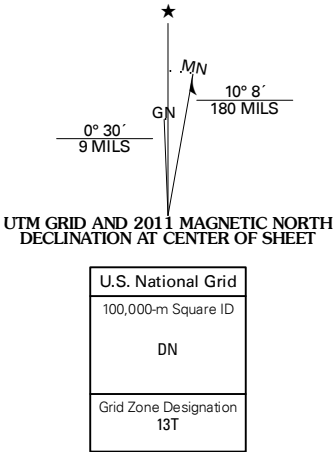 ★
MN
GN
10° 8´
180 MILS
0° 30´
9 MILS
UTM GRID AND 2011 MAGNETIC NORTH
DECLINATION AT CENTER OF SHEET
U.S. National Grid
100,000-m Square ID
DN
Grid Zone Designation
13T